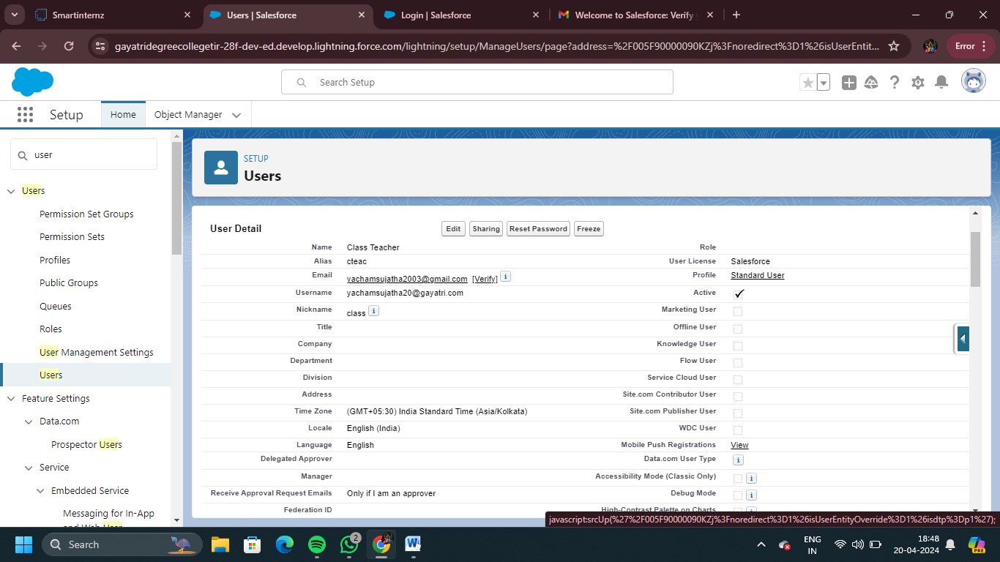 Smartinternz
Users | Salesforce
Login | Salesforce
Welcome to Salesforce: Verify
gayatridegreecollegetir-28f-dev-ed.develop.lightning.force.com/lightning/setup/ManageUsers/page?address=%2F005F90000090KZj%3Fnoredirect%3D1%26isUserEntit...
Error
Search Setup
Setup
Home
Object Manager
user
Users
Permission Set Groups
Permission Sets
Profiles
Public Groups
Queues
Roles
User Management Settings
Users
Feature Settings
Data.com
Prospector Users
Service
Embedded Service
Messaging for In-App
and Web User
SETUP
Users
User Detail
Edit
Sharing
Reset Password
Freeze
Name Class Teacher
Role
Alias cteac
User License Salesforce
Email yachamsujatha2003@gmail.com [Verify] i
Profile Standard User
Username yachamsujatha20@gayatri.com
Active
Nickname class i
Marketing User
Title
Offline User
Company
Knowledge User
Department
Flow User
Division
Service Cloud User
Address
Site.com Contributor User
Time Zone (GMT+05:30) India Standard Time (Asia/Kolkata)
Site.com Publisher User
Locale English (India)
WDC User
Language English
Mobile Push Registrations View
Delegated Approver
Data.com User Type i
Manager
Accessibility Mode (Classic Only) i
Receive Approval Request Emails Only if I am an approver
Debug Mode i
Federation ID
High-Contrast Palette on Charts i
javascript:srcUp(%27%2F005F90000090KZj%3Fnoredirect%3D1%26isUserEntityOverride%3D1%26isdtp%3Dp1%27);
Search
2
W
ENG
IN
18:48
20-04-2024
PRE